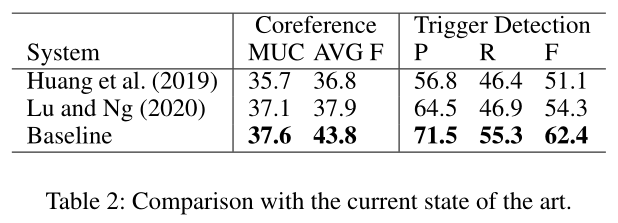 Coreference Trigger Detection
System MUC AVG F P R F
Huang et al. (2019) 35.7 36.8 56.8 46.4 51.1
Lu and Ng (2020) 37.1 37.9 64.5 46.9 54.3
Baseline 37.6 43.8 71.5 55.3 62.4
Table 2: Comparison with the current state of the art.